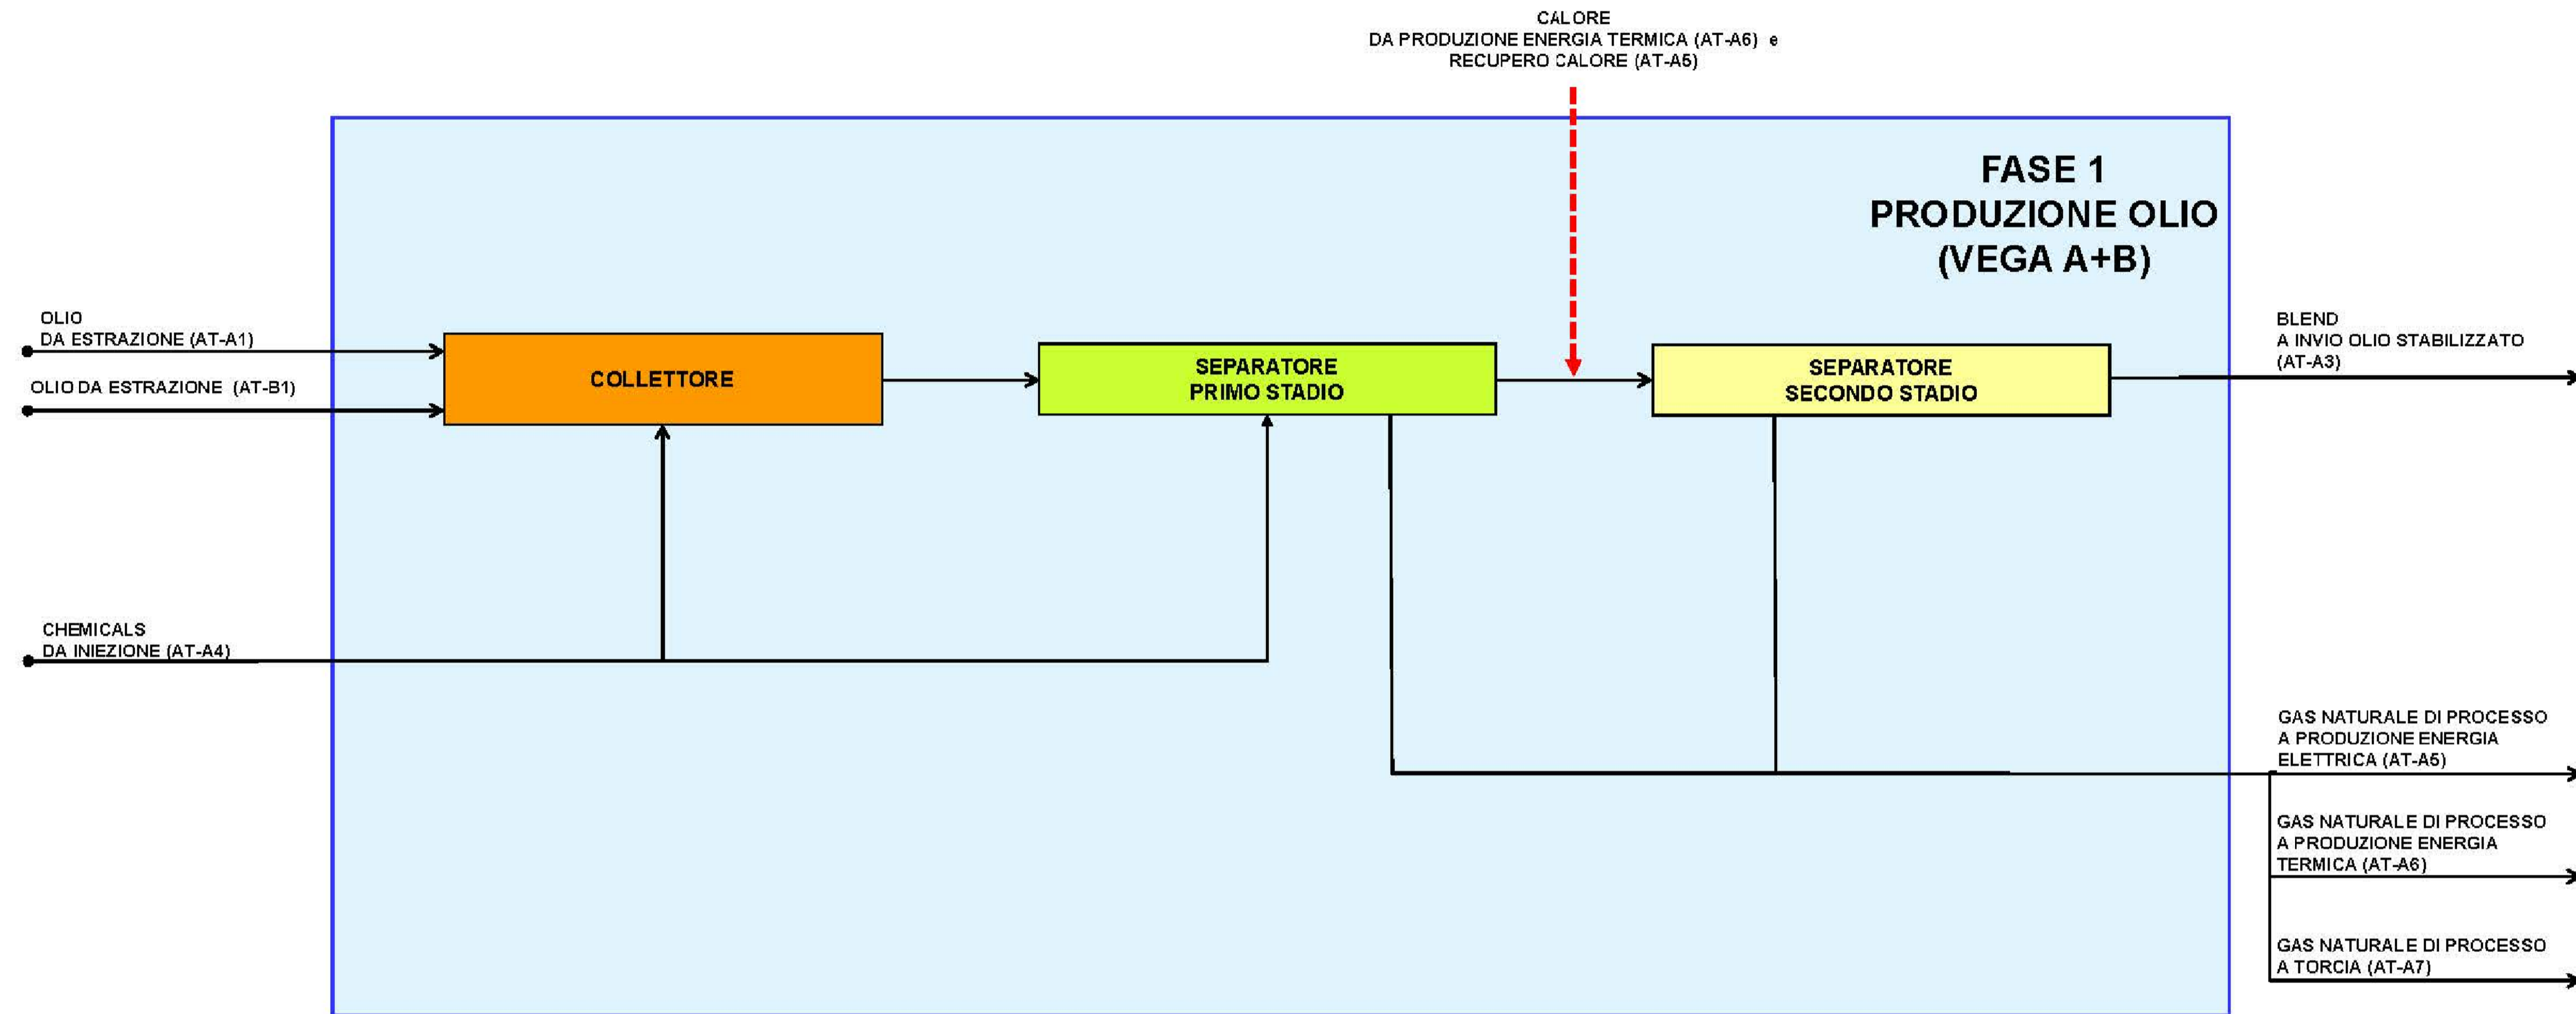 CALORE
DA PRODUZIONE ENERGIA TERMICA (AT-A6) e
RECUPERO CALORE (AT-A5)
FASE 1
PRODUZIONE OLIO
(VEGA A+B)
OLIO
DA ESTRAZIONE (AT-A1)
OLIO DA ESTRAZIONE (AT-B1)
COLLETTORE
SEPARATORE
PRIMO STADIO
SEPARATORE
SECONDO STADIO
BLEND
A INVIO OLIO STABILIZZATO
(AT-A3)
CHEMICALS
DA INIEZIONE (AT-A4)
GAS NATURALE DI PROCESSO
A PRODUZIONE ENERGIA
ELETTRICA (AT-A5)
GAS NATURALE DI PROCESSO
A PRODUZIONE ENERGIA
TERMICA (AT-A6)
GAS NATURALE DI PROCESSO
A TORCIA (AT-A7)